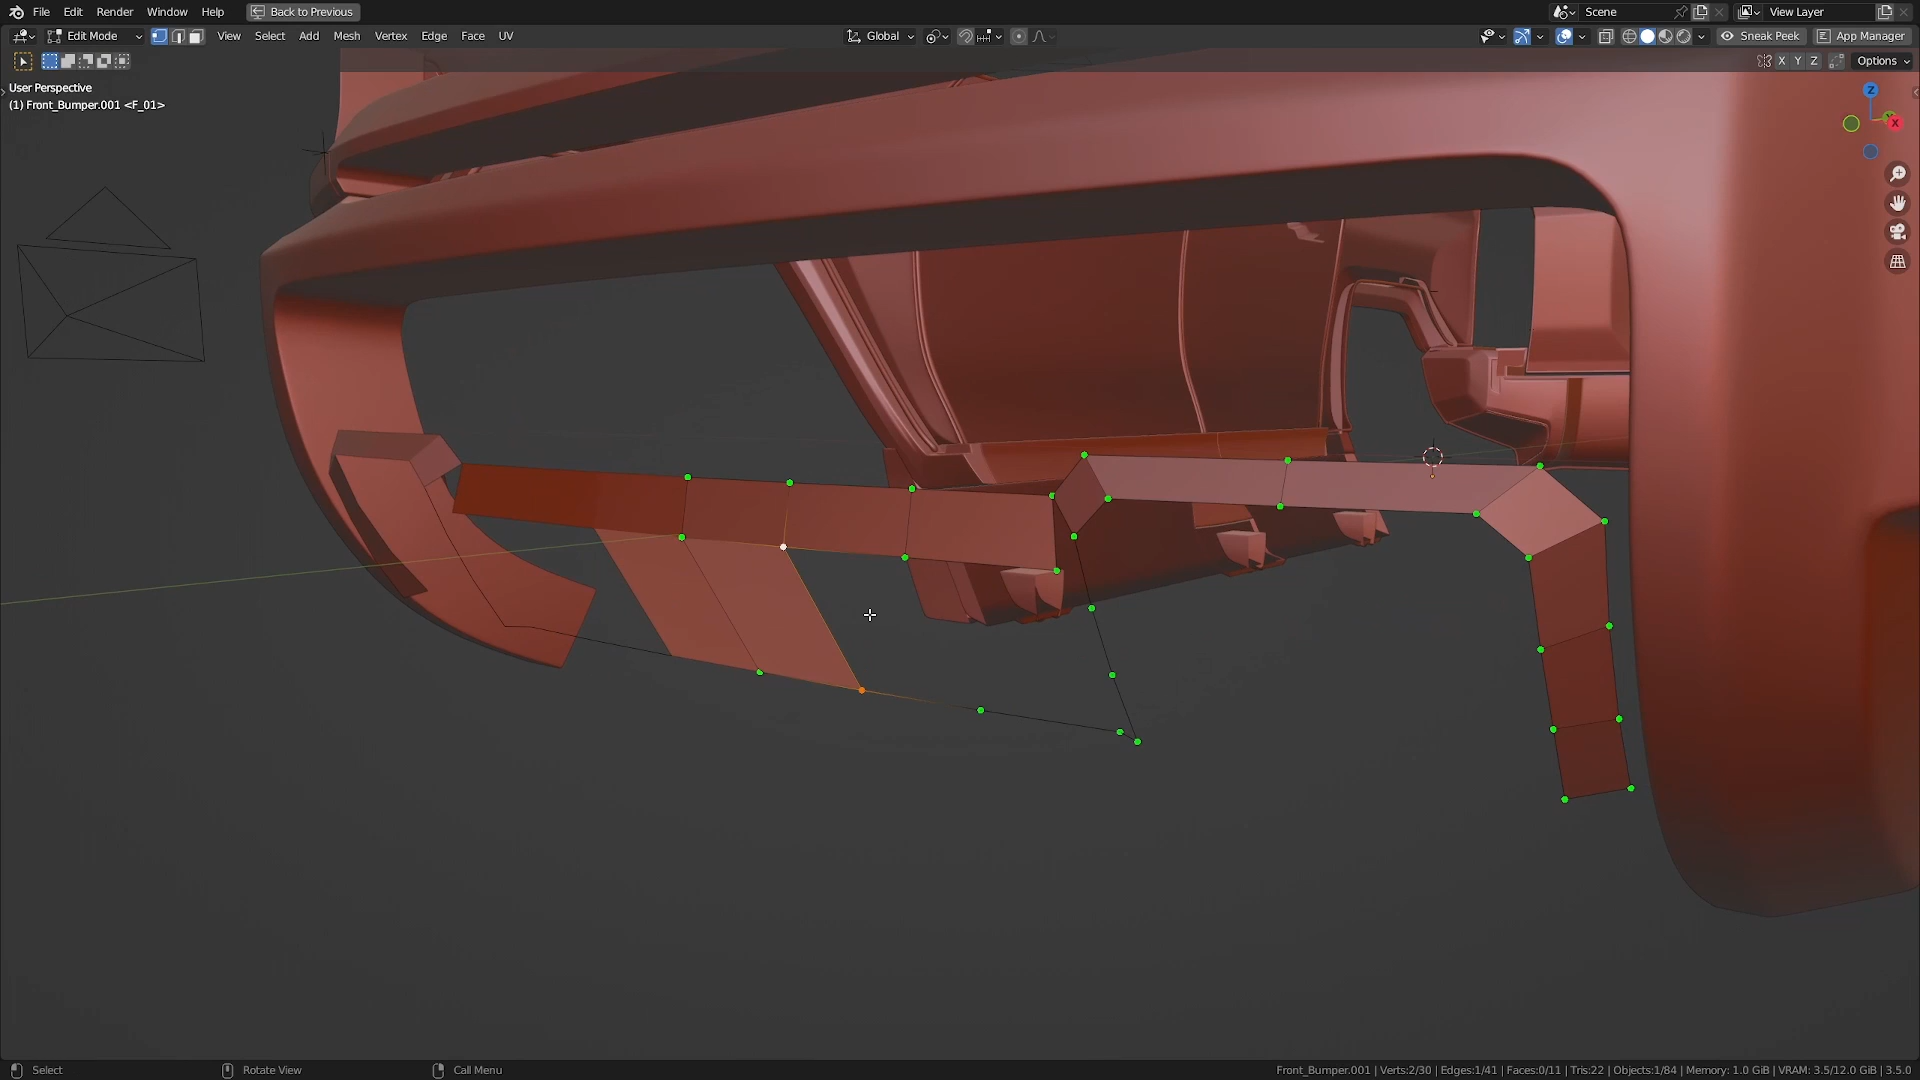 File Edit Render Window Help Back to Previous Scene View Layer
Edit Mode View Select Add Mesh Vertex Edge Face UV Global Sneak Peek App Manager
X Y Z Options
User Perspective
(1) Front_Bumper.001 <F_01>
Z
X
Select Rotate View Call Menu Front_Bumper.001 | Verts:2/30 | Edges:1/41 | Faces:0/11 | Tris:22 | Objects:1/84 | Memory: 1.0 GiB | VRAM: 3.5/12.0 GiB | 3.5.0